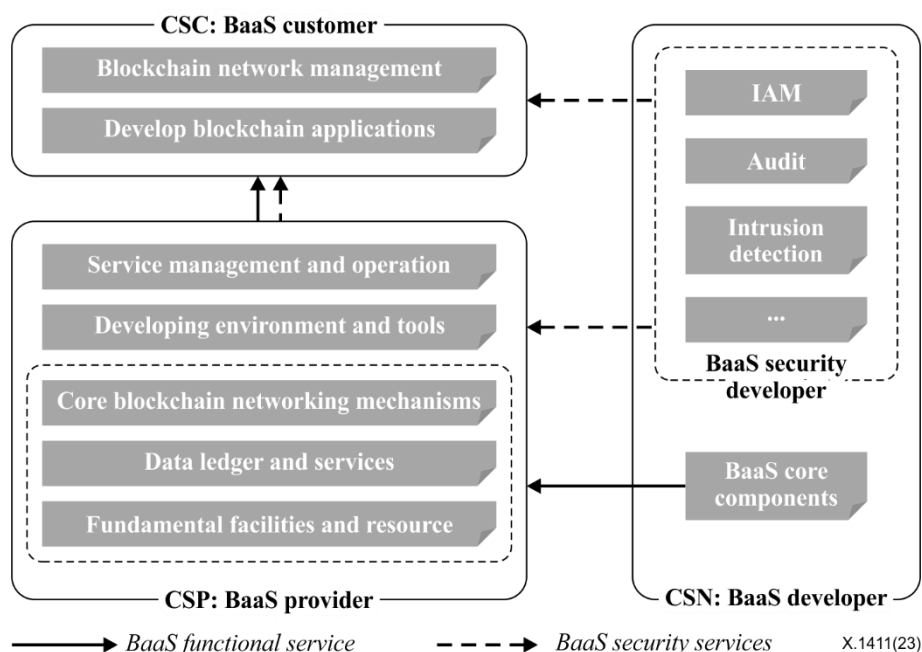 CSC: BaaS customer
Blockchain network management
Develop blockchain applications
Service management and operation
Developing environment and tools
Core blockchain networking mechanisms
Data ledger and services
Fundamental facilities and resource
CSP: BaaS provider
IAM
Audit
Intrusion
detection
...
BaaS security
developer
BaaS core
components
CSN: BaaS developer
BaaS functional service
BaaS security services
X.1411(23)